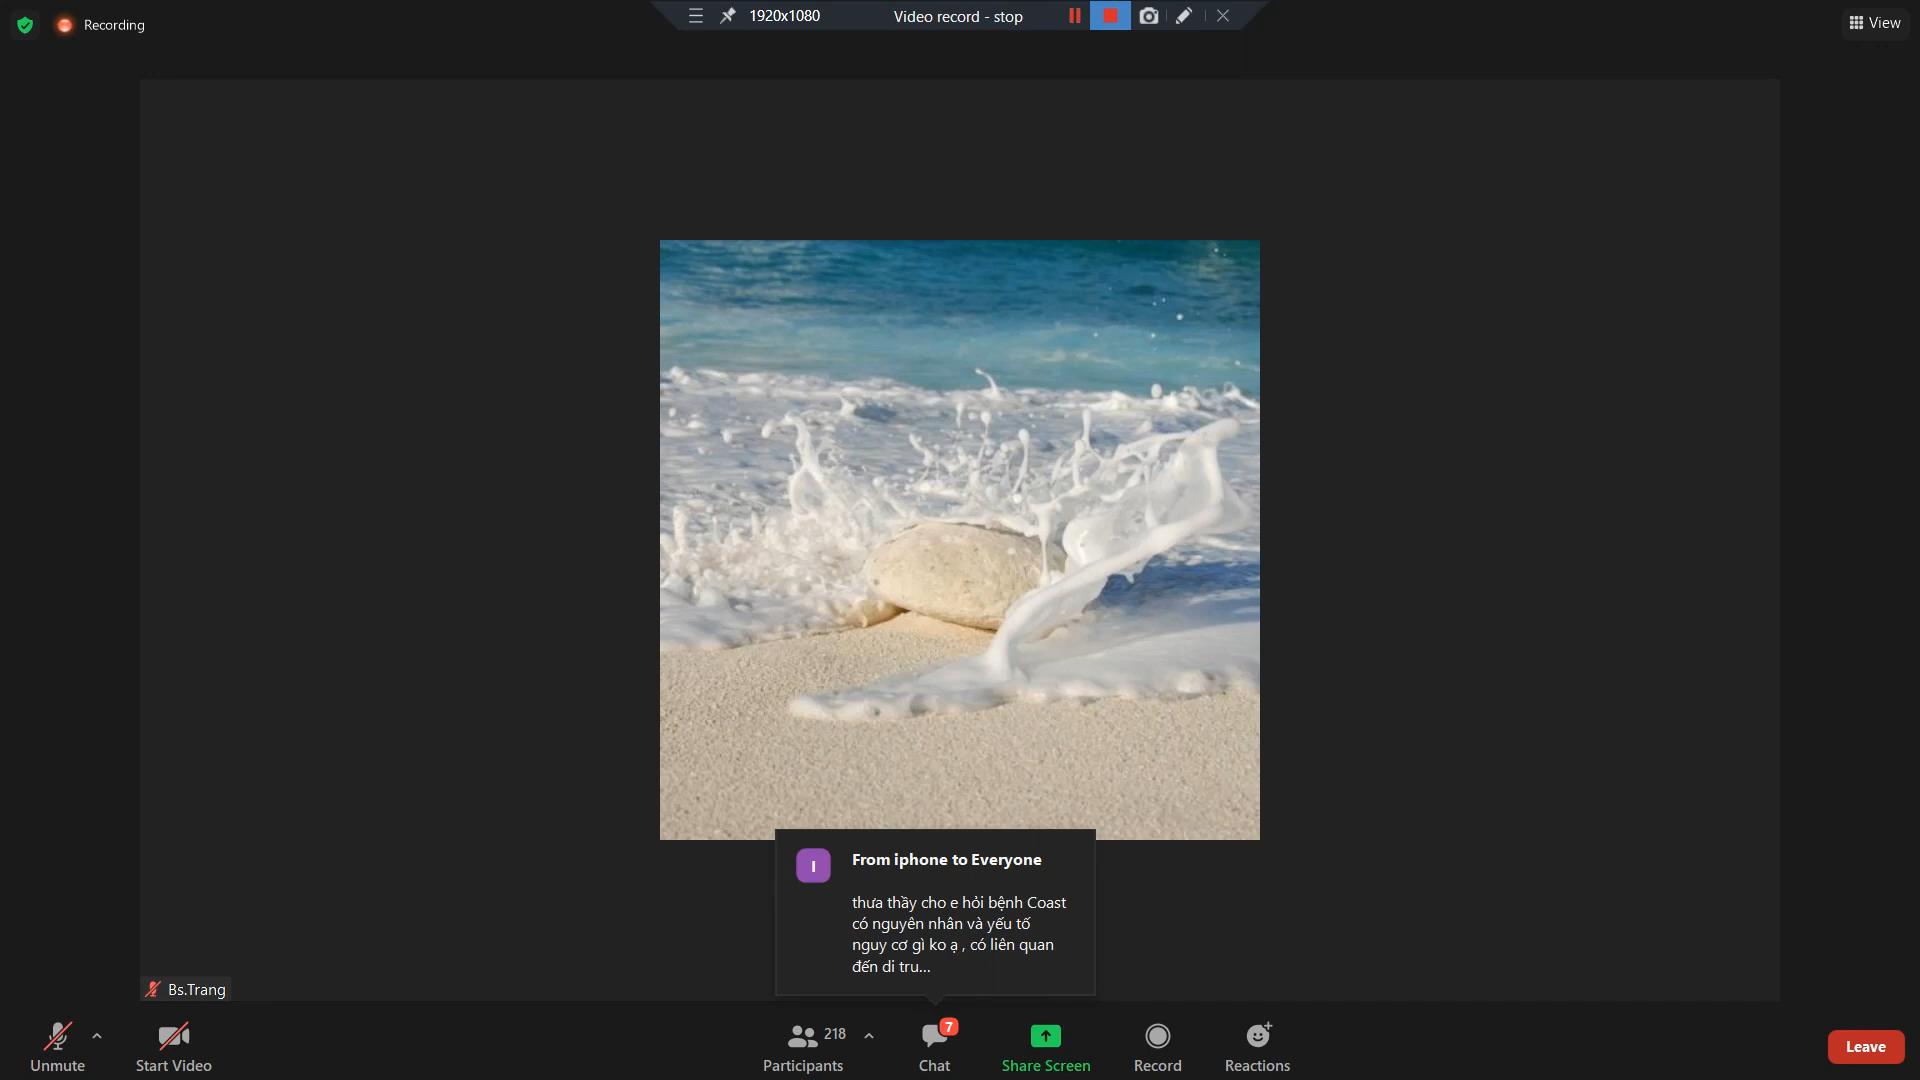 Recording
1920x1080
Video record - stop
View
From iphone to Everyone
I
thưa thầy cho e hỏi bệnh Coast
có nguyên nhân và yếu tố
nguy cơ gì ko ạ , có liên quan
đến di tru...
Bs.Trang
Unmute
Start Video
218
Participants
7
Chat
Share Screen
Record
Reactions
Leave